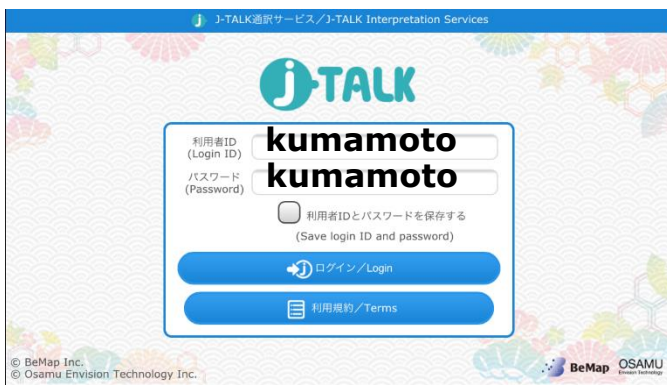 J-TALK通訳サービス／J-TALK Interpretation Services
j-TALK
利用者ID
(Login ID)
kumamoto
パスワード
(Password)
kumamoto
利用者IDとパスワードを保存する
(Save login ID and password)
ログイン／Login
利用規約／Terms
© BeMap Inc.
© Osamu Envision Technology Inc.
BeMap
OSAMU
Envision Technology